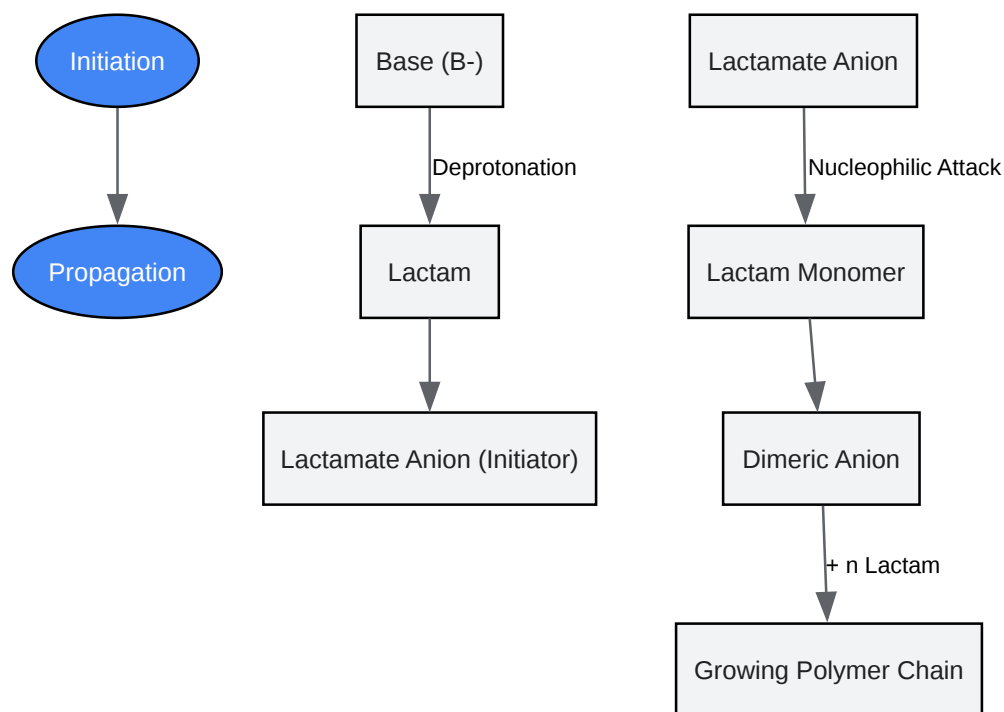 Initiation
Base (B-)
Lactamate Anion
Deprotonation
Nucleophilic Attack
Propagation
Lactam
Lactam Monomer
Lactamate Anion (Initiator)
Dimeric Anion
+ n Lactam
Growing Polymer Chain